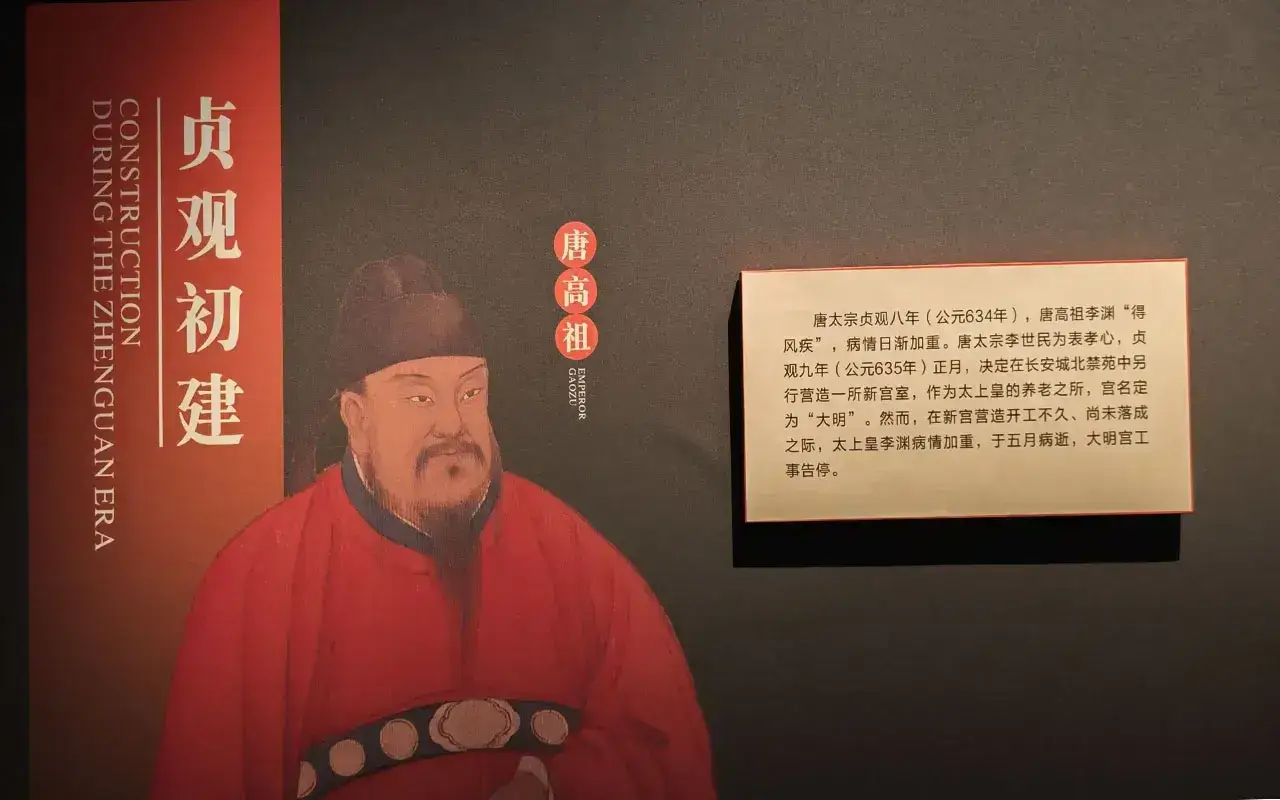 贞观初建
CONSTRUCTION
DURING THE ZHENGUAN ERA
唐高祖
EMPEROR
GAOZU
唐太宗贞观八年（公元634年），唐高祖李渊“得
风疾”，病情日渐加重。唐太宗李世民为表孝心，贞
观九年（公元635年）正月，决定在长安城北禁苑中另
行营造一所新宫室，作为太上皇的养老之所，宫名定
为“大明”。然而，在新宫营造开工不久、尚未落成
之际，太上皇李渊病情加重，于五月病逝，大明宫工
事告停。